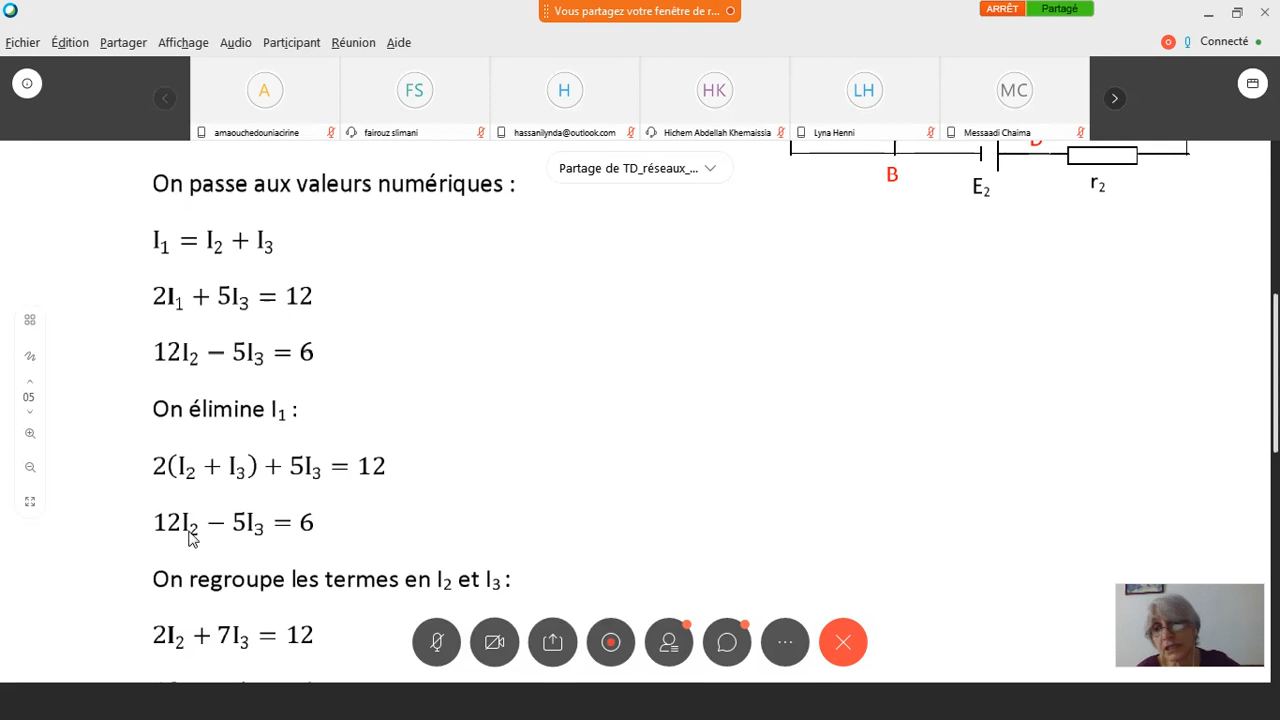 Vous partagez votre fenêtre de r...
ARRÊT
Partagé
Fichier Édition Partager Affichage Audio Participant Réunion Aide
Connecté
A
FS
H
HK
LH
MC
amaouchedouniacirine
fairouz slimani
hassanilynda@outlook.com
Hichem Abdellah Khemaissia
Lyna Henni
Messaadi Chaima
Partage de TD_réseaux_...
B
E₂
r₂
On passe aux valeurs numériques :
I₁ = I₂ + I₃
2I₁ + 5I₃ = 12
12I₂ − 5I₃ = 6
On élimine I₁ :
2(I₂ + I₃) + 5I₃ = 12
12I₂ − 5I₃ = 6
On regroupe les termes en I₂ et I₃ :
2I₂ + 7I₃ = 12
05